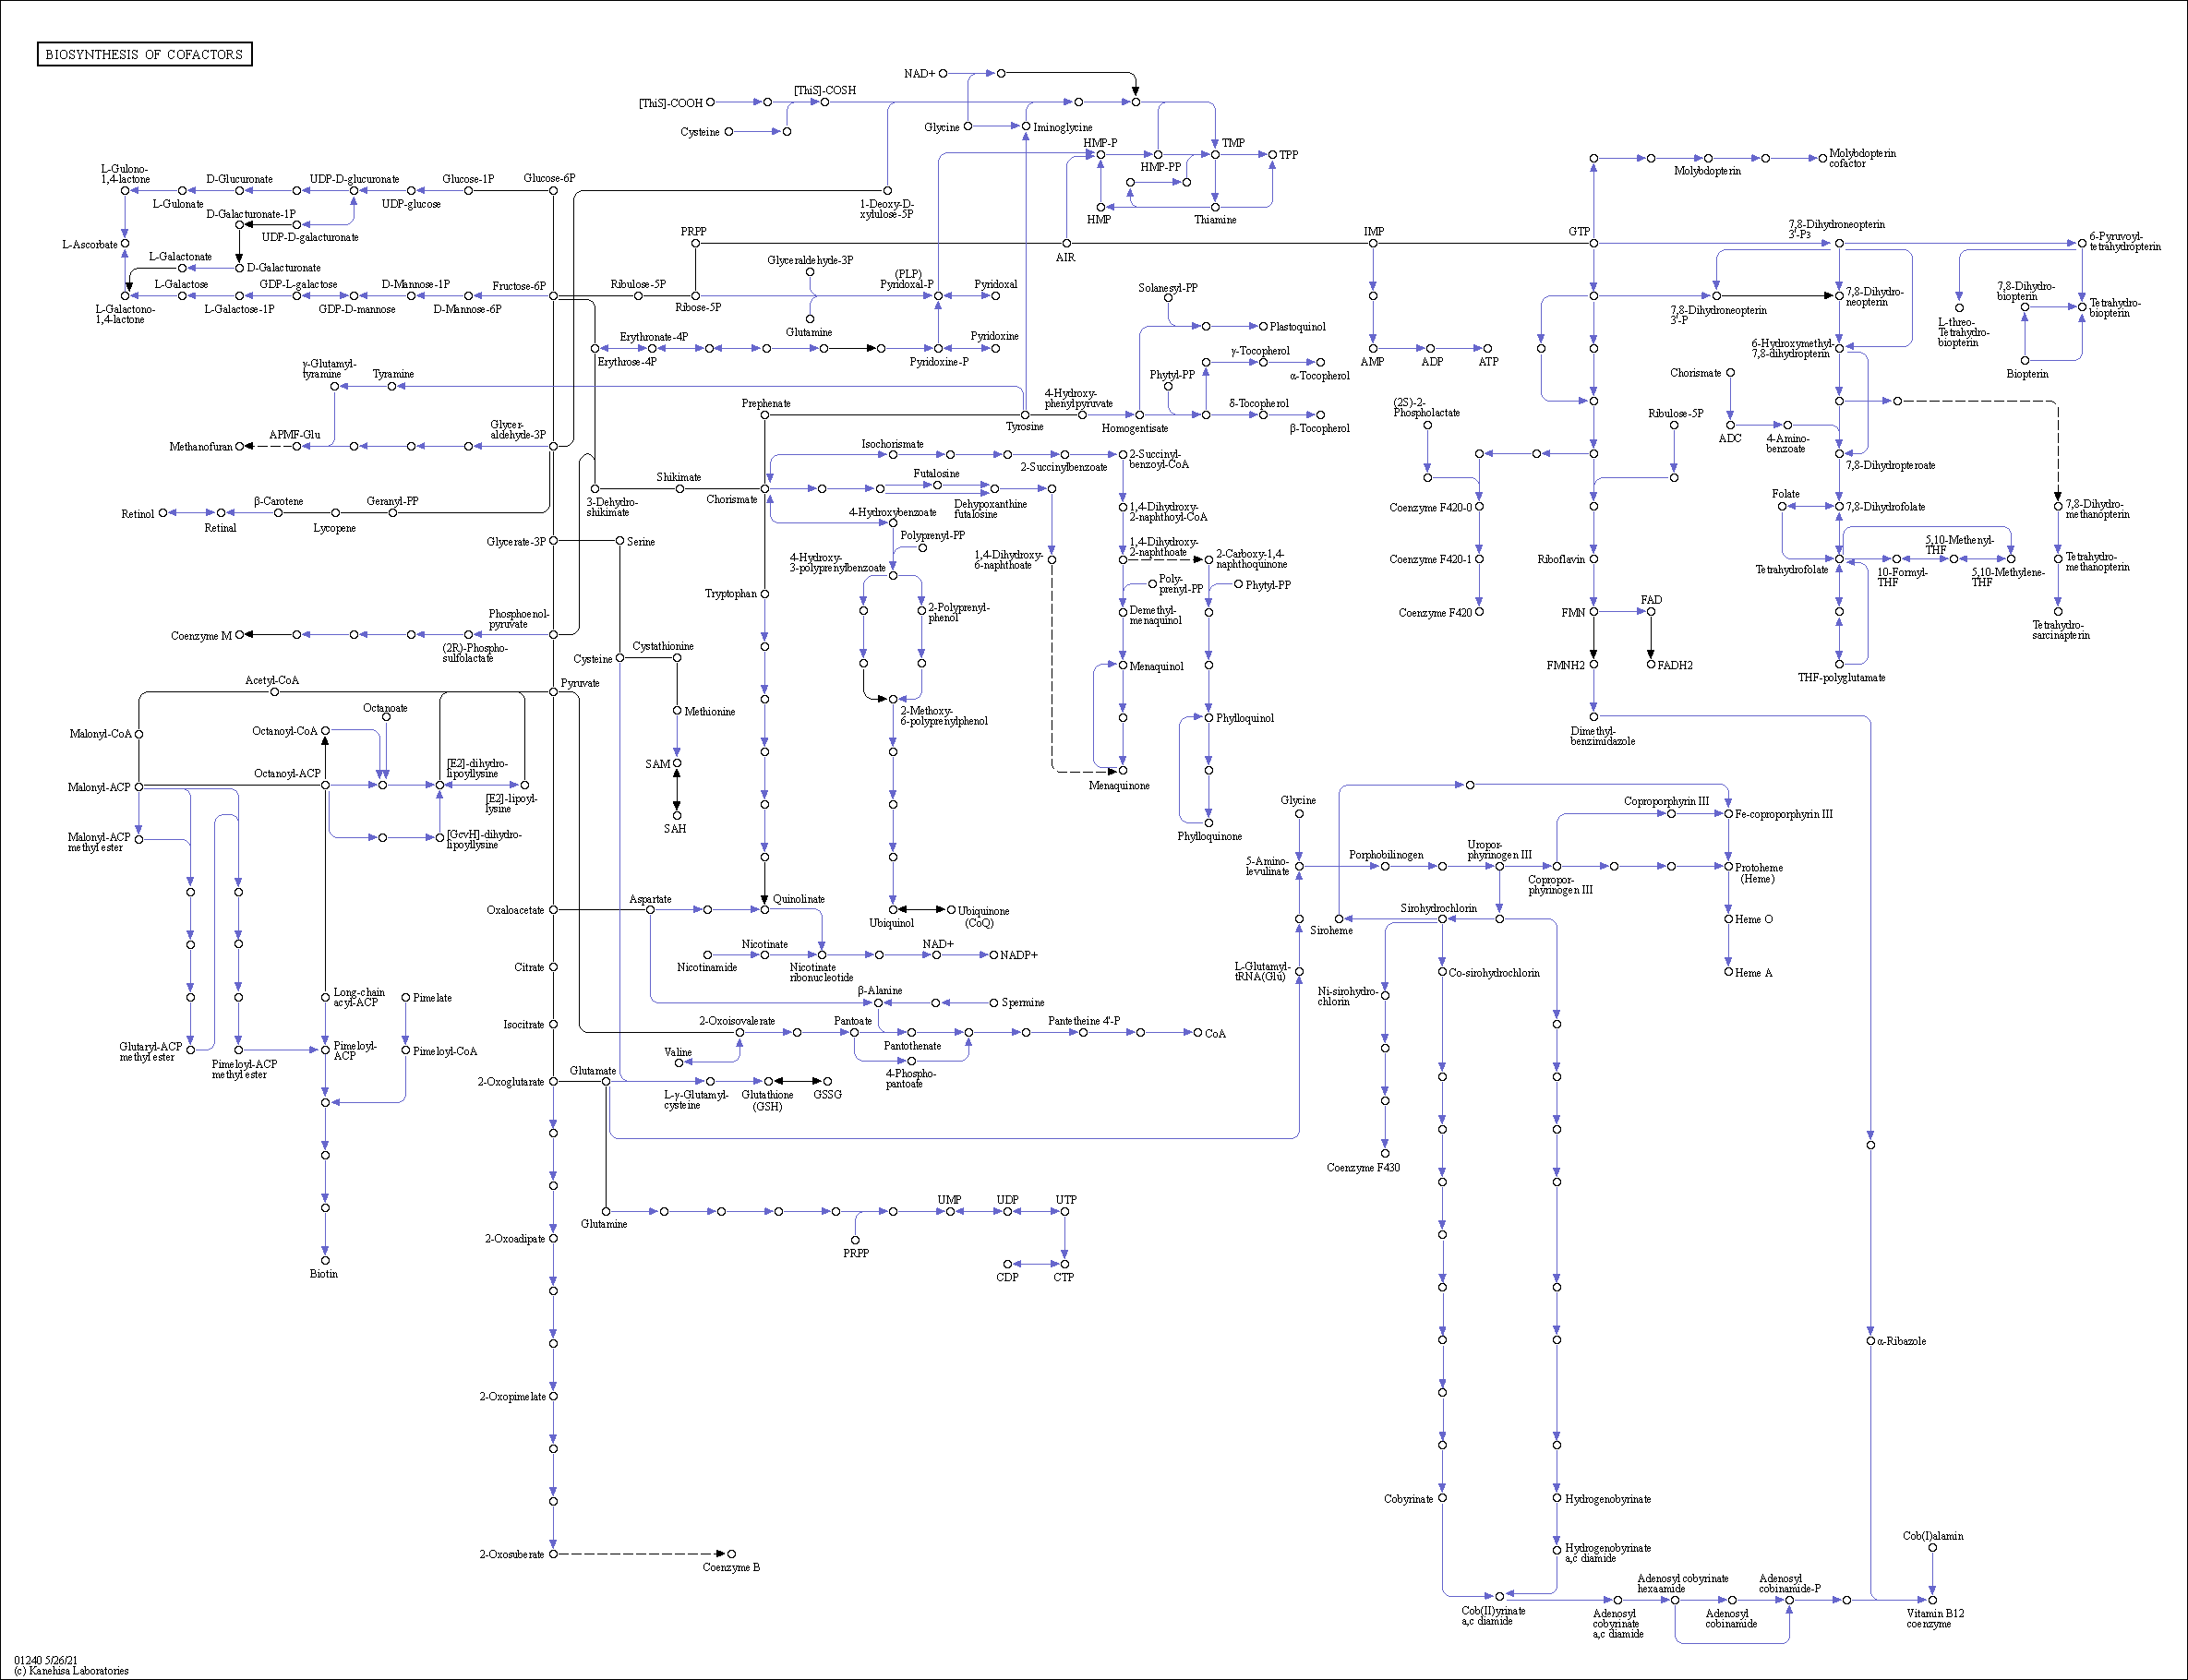 BIOSYNTHESIS OF COFACTORS
NAD+
[ThiS]-COOH
[ThiS]-COSH
Cysteine
Glycine
Iminoglycine
HMP-P
TMP
TPP
HMP-PP
HMP
Thiamine
1-Deoxy-D-
xylulose-5P
Molybdopterin
cofactor
Molybdopterin
L-Gulono-
1,4-lactone
D-Glucuronate
UDP-D-glucuronate
Glucose-1P
Glucose-6P
L-Gulonate
UDP-glucose
D-Galacturonate-1P
UDP-D-galacturonate
L-Ascorbate
L-Galactonate
D-Galacturonate
L-Galactose
GDP-L-galactose
D-Mannose-1P
Fructose-6P
L-Galactono-
1,4-lactone
L-Galactose-1P
GDP-D-mannose
D-Mannose-6P
PRPP
AIR
IMP
GTP
7,8-Dihydroneopterin
3'-P3
6-Pyruvoyl-
tetrahydropterin
Ribulose-5P
Ribose-5P
Glyceraldehyde-3P
Glutamine
(PLP)
Pyridoxal-P
Pyridoxal
Erythronate-4P
Erythrose-4P
Pyridoxine-P
Pyridoxine
Solanesyl-PP
Plastoquinol
γ-Tocopherol
α-Tocopherol
Phytyl-PP
δ-Tocopherol
β-Tocopherol
AMP
ADP
ATP
7,8-Dihydroneopterin
3'-P
7,8-Dihydro-
neopterin
7,8-Dihydro-
biopterin
Tetrahydro-
biopterin
L-threo-
Tetrahydro-
biopterin
Biopterin
6-Hydroxymethyl-
7,8-dihydropterin
Chorismate
ADC
4-Amino-
benzoate
7,8-Dihydropteroate
γ-Glutamyl-
tyramine
Tyramine
Methanofuran
APMF-Glu
Glycer-
aldehyde-3P
Prephenate
Tyrosine
4-Hydroxy-
phenylpyruvate
Homogentisate
(2S)-2-
Phospholactate
Ribulose-5P
Isochorismate
2-Succinylbenzoate
2-Succinyl-
benzoyl-CoA
Shikimate
Chorismate
3-Dehydro-
shikimate
Futalosine
Dehypoxanthine
futalosine
Retinol
Retinal
β-Carotene
Lycopene
Geranyl-PP
4-Hydroxybenzoate
Polyprenyl-PP
4-Hydroxy-
3-polyprenylbenzoate
1,4-Dihydroxy-
2-naphthoyl-CoA
1,4-Dihydroxy-
6-naphthoate
1,4-Dihydroxy-
2-naphthoate
2-Carboxy-1,4-
naphthoquinone
Poly-
prenyl-PP
Phytyl-PP
Coenzyme F420-0
Coenzyme F420-1
Coenzyme F420
Riboflavin
FMN
FAD
FMNH2
FADH2
Folate
7,8-Dihydrofolate
Tetrahydrofolate
10-Formyl-
THF
5,10-Methenyl-
THF
5,10-Methylene-
THF
7,8-Dihydro-
methanopterin
Tetrahydro-
methanopterin
Tetrahydro-
sarcinapterin
THF-polyglutamate
Glycerate-3P
Serine
Tryptophan
2-Polyprenyl-
phenol
Demethyl-
menaquinol
Phosphoenol-
pyruvate
Coenzyme M
(2R)-Phospho-
sulfolactate
Cysteine
Cystathionine
Menaquinol
Acetyl-CoA
Pyruvate
Methionine
2-Methoxy-
6-polyprenylphenol
Phylloquinol
Dimethyl-
benzimidazole
Malonyl-CoA
Octanoate
Octanoyl-CoA
SAM
SAH
Menaquinone
Phylloquinone
Malonyl-ACP
Octanoyl-ACP
[E2]-dihydro-
lipoyllysine
[E2]-lipoyl-
lysine
Malonyl-ACP
methyl ester
[GcvH]-dihydro-
lipoyllysine
Glycine
Coproporphyrin III
Fe-coproporphyrin III
5-Amino-
levulinate
Porphobilinogen
Uropor-
phyrinogen III
Copropor-
phyrinogen III
Protoheme
(Heme)
Oxaloacetate
Aspartate
Quinolinate
Ubiquinol
Ubiquinone
(CoQ)
Siroheme
Sirohydrochlorin
Heme O
Heme A
Citrate
Nicotinamide
Nicotinate
Nicotinate
ribonucleotide
NAD+
NADP+
L-Glutamyl-
tRNA(Glu)
Co-sirohydrochlorin
Ni-sirohydro-
chlorin
Long-chain
acyl-ACP
Pimelate
β-Alanine
Spermine
Isocitrate
2-Oxoisovalerate
Pantoate
Pantothenate
Pantetheine 4'-P
CoA
Glutaryl-ACP
methyl ester
Pimeloyl-ACP
methyl ester
Pimeloyl-
ACP
Pimeloyl-CoA
Valine
4-Phospho-
pantoate
2-Oxoglutarate
Glutamate
L-γ-Glutamyl-
cysteine
Glutathione
(GSH)
GSSG
Coenzyme F430
Glutamine
UMP
UDP
UTP
PRPP
CDP
CTP
2-Oxoadipate
Biotin
α-Ribazole
2-Oxopimelate
Cobyrinate
Hydrogenobyrinate
2-Oxosuberate
Coenzyme B
Hydrogenobyrinate
a,c diamide
Cob(I)alamin
Cob(II)yrinate
a,c diamide
Adenosyl
cobyrinate
a,c diamide
Adenosyl cobyrinate
hexaamide
Adenosyl
cobinamide
Adenosyl
cobinamide-P
Vitamin B12
coenzyme
01240 5/26/21
(c) Kanehisa Laboratories